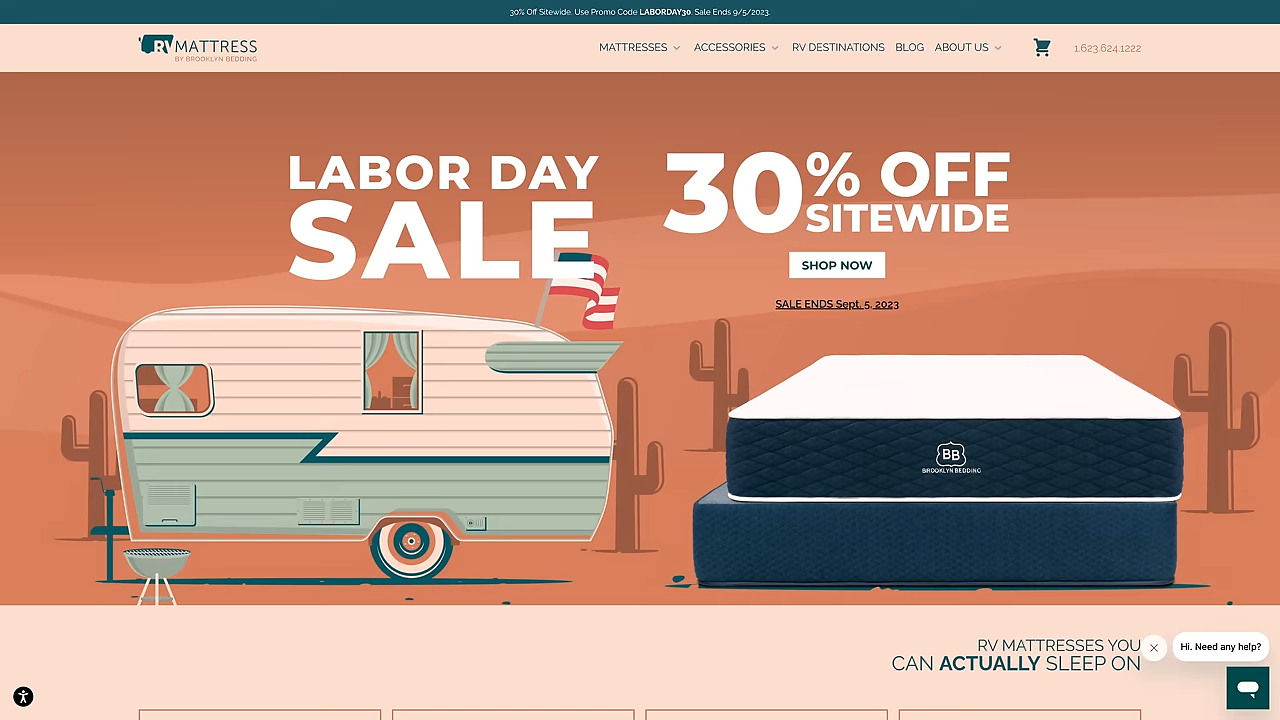 30% Off Sitewide. Use Promo Code LABORDAY30. Sale Ends 9/5/2023.
RV MATTRESS
BY BROOKLYN BEDDING
MATTRESSES
ACCESSORIES
RV DESTINATIONS
BLOG
ABOUT US
1.623.624.1222
LABOR DAY
SALE
30% OFF
SITEWIDE
SHOP NOW
SALE ENDS Sept. 5, 2023
BB
BROOKLYN BEDDING
RV MATTRESSES YOU
CAN ACTUALLY SLEEP ON
Hi. Need any help?